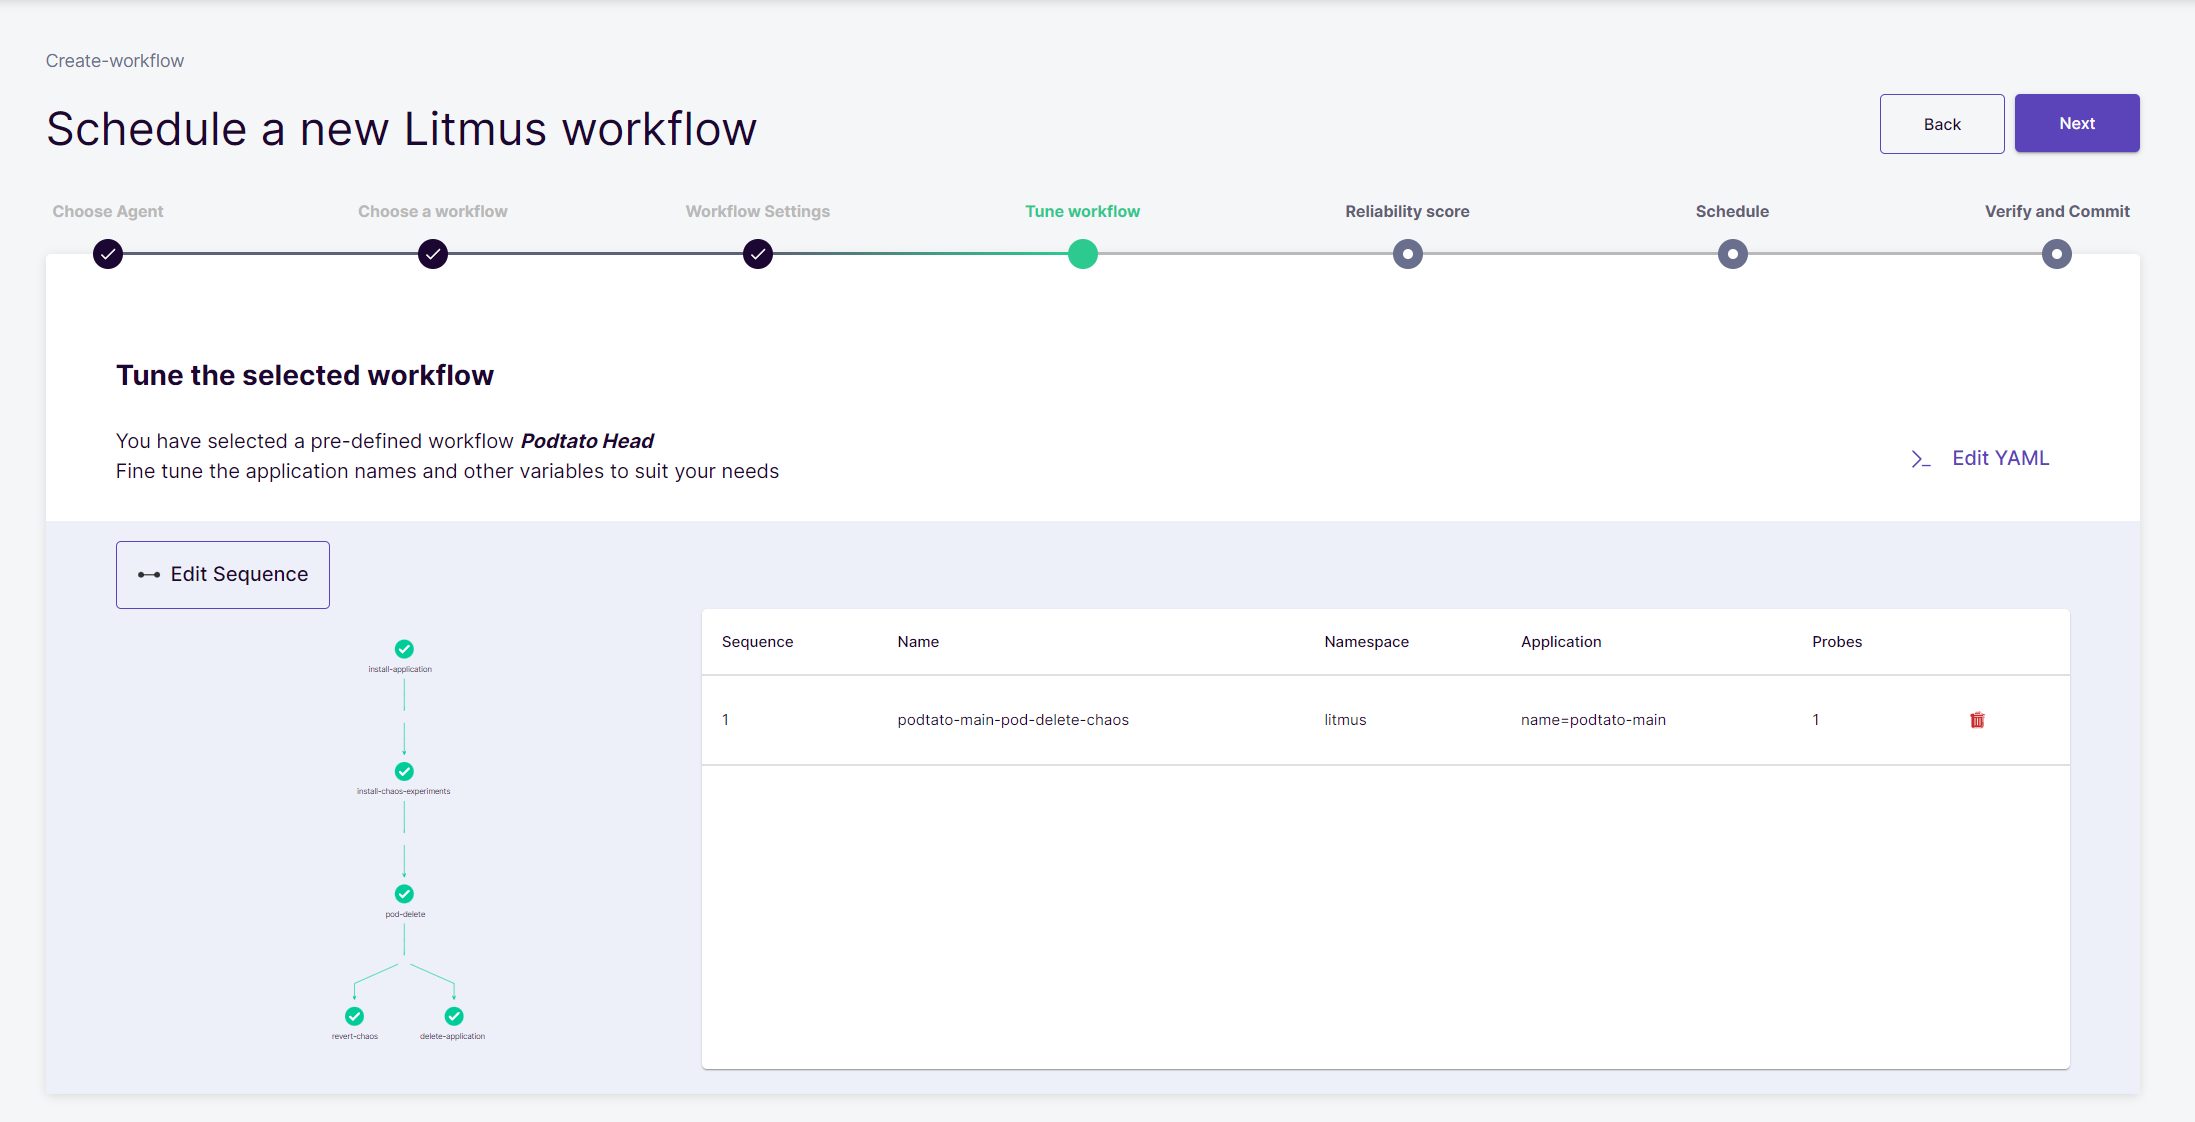 Create-workflow
Schedule a new Litmus workflow
Back
Next
Choose Agent
Choose a workflow
Workflow Settings
Tune workflow
Reliability score
Schedule
Verify and Commit
Tune the selected workflow
You have selected a pre-defined workflow Podtato Head
Fine tune the application names and other variables to suit your needs
>_ Edit YAML
Edit Sequence
install-application
install-chaos-experiments
pod-delete
revert-chaos
delete-application
Sequence Name Namespace Application Probes
1 podtato-main-pod-delete-chaos litmus name=podtato-main 1